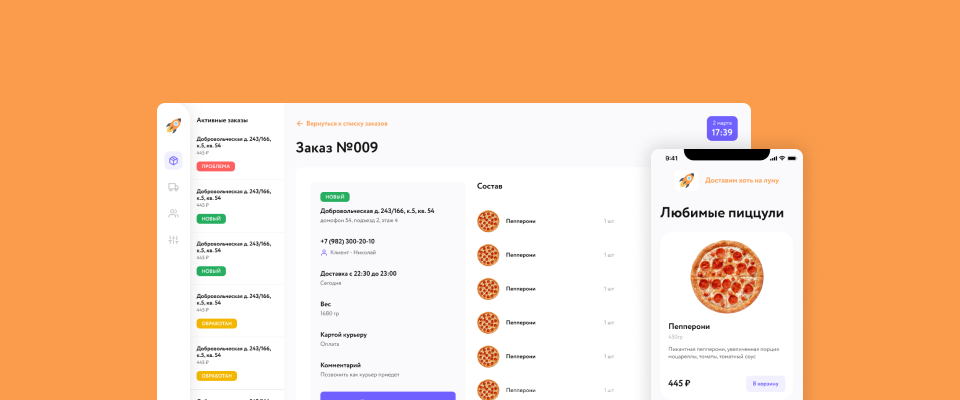 Активные заказы
Добровольческая д. 243/166,
к.5, кв. 54
445 ₽
ПРОБЛЕМА
Добровольческая д. 243/166,
к.5, кв. 54
445 ₽
НОВЫЙ
Добровольческая д. 243/166,
к.5, кв. 54
445 ₽
НОВЫЙ
Добровольческая д. 243/166,
к.5, кв. 54
445 ₽
ОБРАБОТАН
Добровольческая д. 243/166,
к.5, кв. 54
445 ₽
ОБРАБОТАН
Вернуться к списку заказов
Заказ №009
2 марта
17:39
НОВЫЙ
Добровольческая д. 243/166, к.5, кв. 54
домофон 54, подъезд 2, этаж 4
+7 (982) 300-20-10
Клиент - Николай
Доставка с 22:30 до 23:00
Сегодня
Вес
1680 гр
Картой курьеру
Оплата
Комментарий
Позвонить как курьер приедет
Состав
Пепперони 1 шт
Пепперони 1 шт
Пепперони 1 шт
Пепперони 1 шт
Пепперони 1 шт
Пепперони 1 шт
9:41
Доставим хоть на луну
Любимые пиццули
Пепперони
450гр
Пикантная пепперони, увеличенная порция
моцареллы, томаты, томатный соус
445 ₽
В корзину